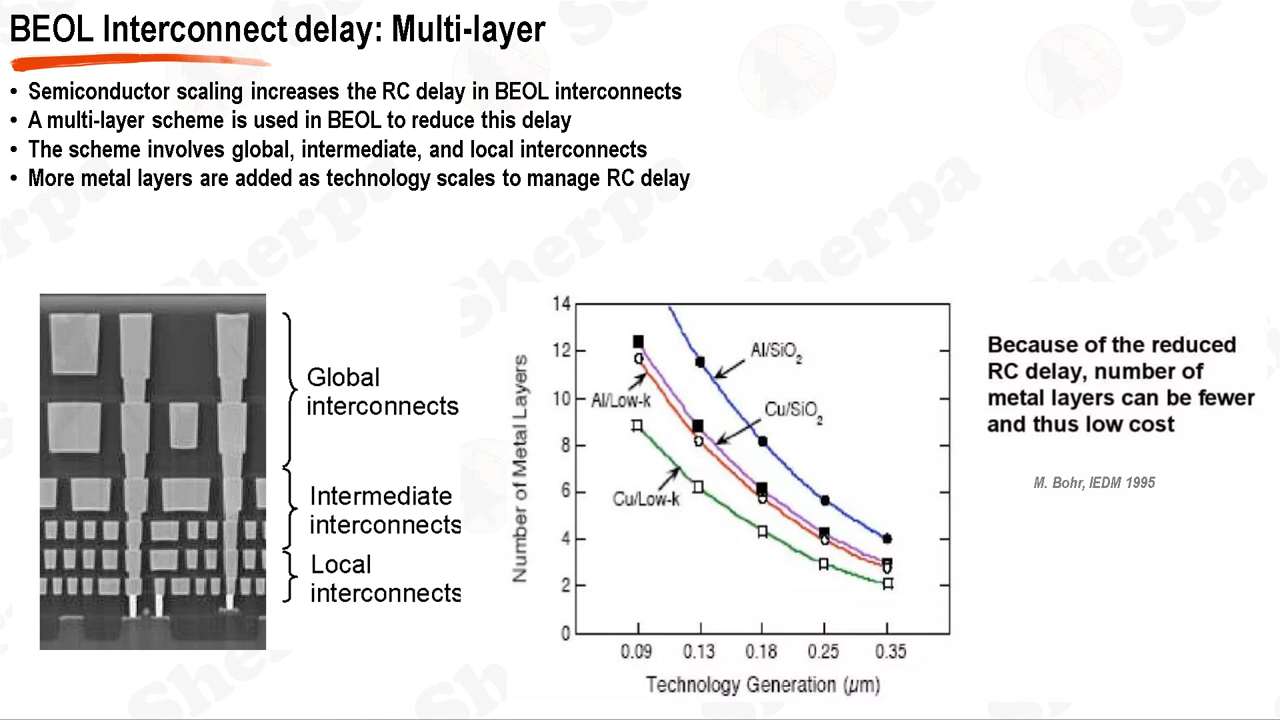 BEOL Interconnect delay: Multi-layer
• Semiconductor scaling increases the RC delay in BEOL interconnects
• A multi-layer scheme is used in BEOL to reduce this delay
• The scheme involves global, intermediate, and local interconnects
• More metal layers are added as technology scales to manage RC delay
Global
interconnects
Intermediate
interconnects
Local
interconnects
Number of Metal Layers
14
12
10
8
6
4
2
0
Al/SiO2
Al/Low-k
Cu/SiO2
Cu/Low-k
0.09 0.13 0.18 0.25 0.35
Technology Generation (µm)
Because of the reduced
RC delay, number of
metal layers can be fewer
and thus low cost
M. Bohr, IEDM 1995
Sherpa
Sherpa
Sherpa
Sherpa